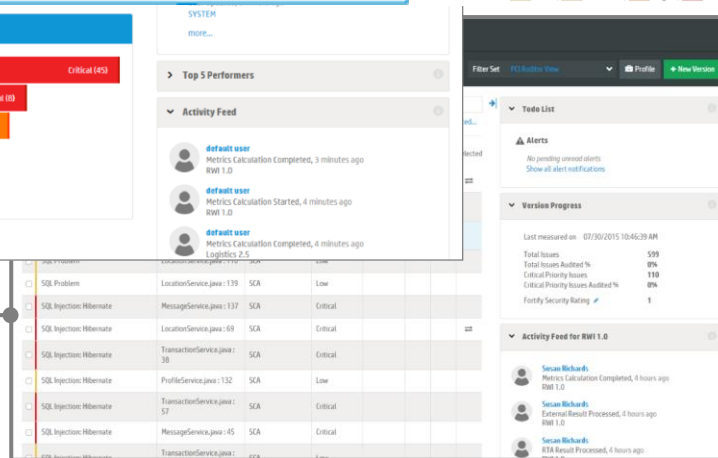 SYSTEM
more...
Critical (45)
Top 5 Performers
Activity Feed
default user
Metrics Calculation Completed, 3 minutes ago
RWI 1.0
default user
Metrics Calculation Started, 4 minutes ago
RWI 1.0
default user
Metrics Calculation Completed, 4 minutes ago
Logistics 2.5
Filter Set PCI Auditor View Profile + New Version
Todo List
Alerts
No pending unread alerts
Show all alert notifications
Version Progress
Last measured on 07/30/2015 10:46:39 AM
Total Issues 599
Total Issues Audited % 0%
Critical Priority Issues 110
Critical Priority Issues Audited % 0%
Fortify Security Rating 1
Activity Feed for RWI 1.0
Susan Richards
Metrics Calculation Completed, 4 hours ago
RWI 1.0
Susan Richards
External Result Processed, 4 hours ago
RWI 1.0
Susan Richards
RTA Result Processed, 4 hours ago
SQL Problem LocationService.java : 139 SCA Low
SQL Injection: Hibernate MessageService.java : 137 SCA Critical
SQL Injection: Hibernate LocationService.java : 69 SCA Critical
SQL Injection: Hibernate TransactionService.java : SCA Critical
38
SQL Injection: Hibernate ProfileService.java : 132 SCA Low
SQL Injection: Hibernate TransactionService.java : SCA Critical
57
SQL Injection: Hibernate MessageService.java : 45 SCA Critical
SQL Injection: Hibernate TransactionService.java : SCA